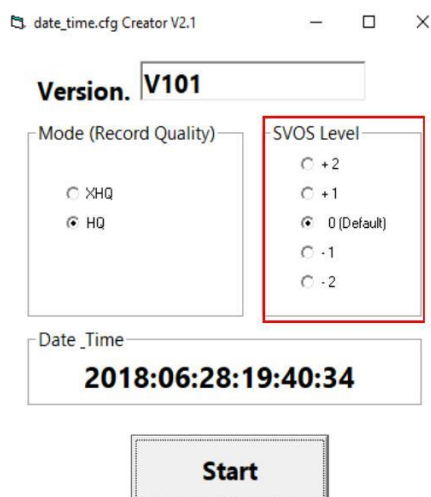 date_time.cfg Creator V2.1
Version. V101
Mode (Record Quality)
XHQ
HQ
SVOS Level
+ 2
+ 1
0 (Default)
- 1
- 2
Date _Time
2018:06:28:19:40:34
Start